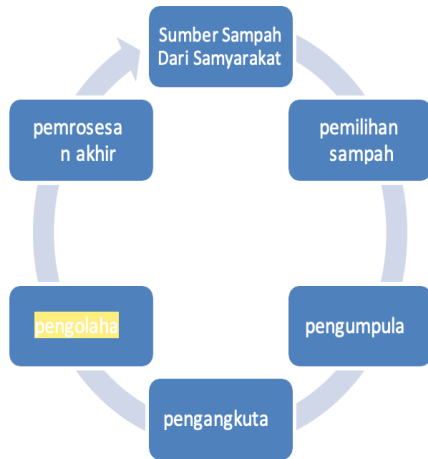 Sumber Sampah
Dari Samyarakat
pemilihan
sampah
pengumpula
pengangkuta
pengolaha
pemrosesa
n akhir